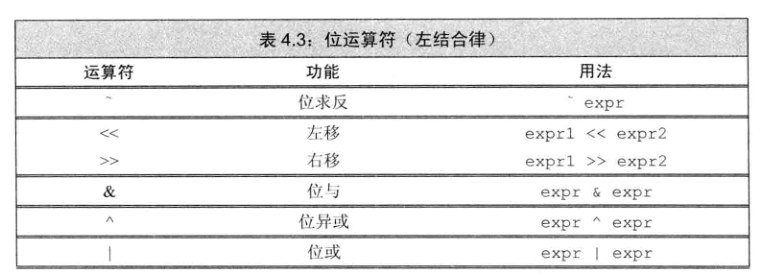 表 4.3：位运算符（左结合律）
运算符 功能 用法
~ 位求反 ~ expr
<< 左移 expr1 << expr2
>> 右移 expr1 >> expr2
& 位与 expr & expr
^ 位异或 expr ^ expr
| 位或 expr | expr